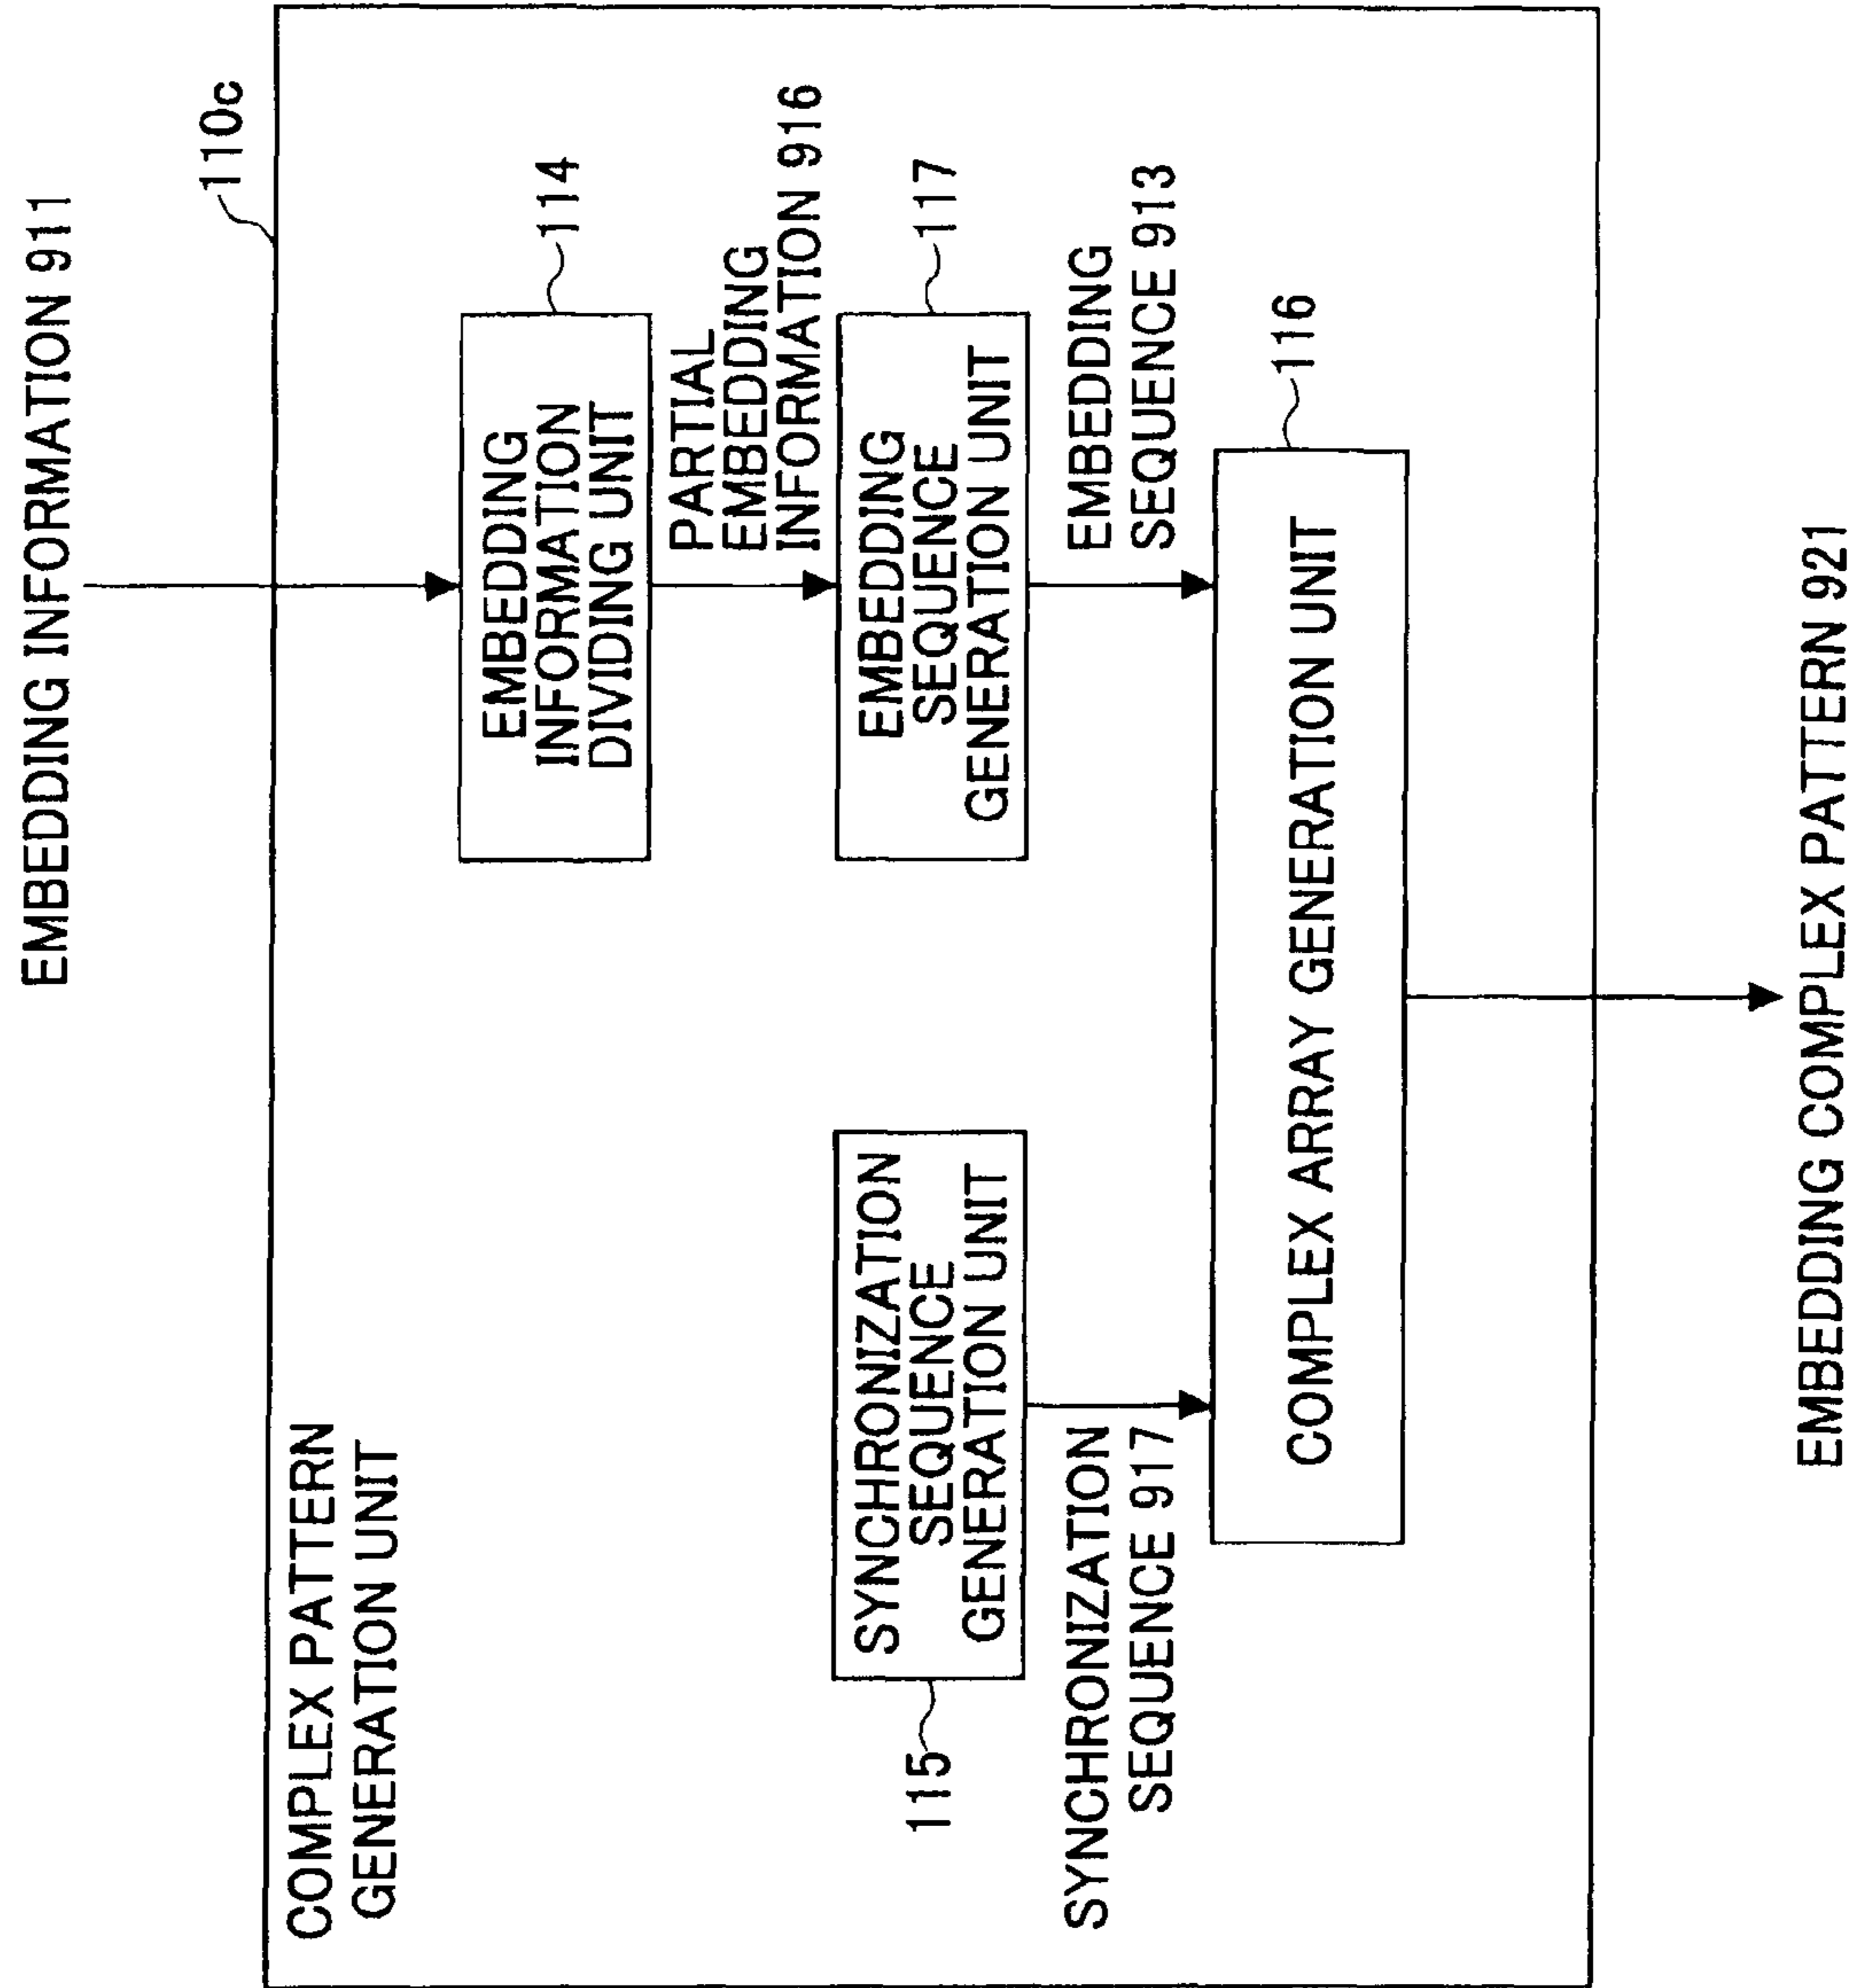 EMBEDDING INFORMATION 911
110c
COMPLEX PATTERN
GENERATION UNIT
114
EMBEDDING
INFORMATION
DIVIDING UNIT
PARTIAL
EMBEDDING
INFORMATION 916
115
SYNCHRONIZATION
SEQUENCE
GENERATION UNIT
117
EMBEDDING
SEQUENCE
GENERATION UNIT
SYNCHRONIZATION
SEQUENCE 917
EMBEDDING
SEQUENCE 913
116
COMPLEX ARRAY GENERATION UNIT
EMBEDDING COMPLEX PATTERN 921